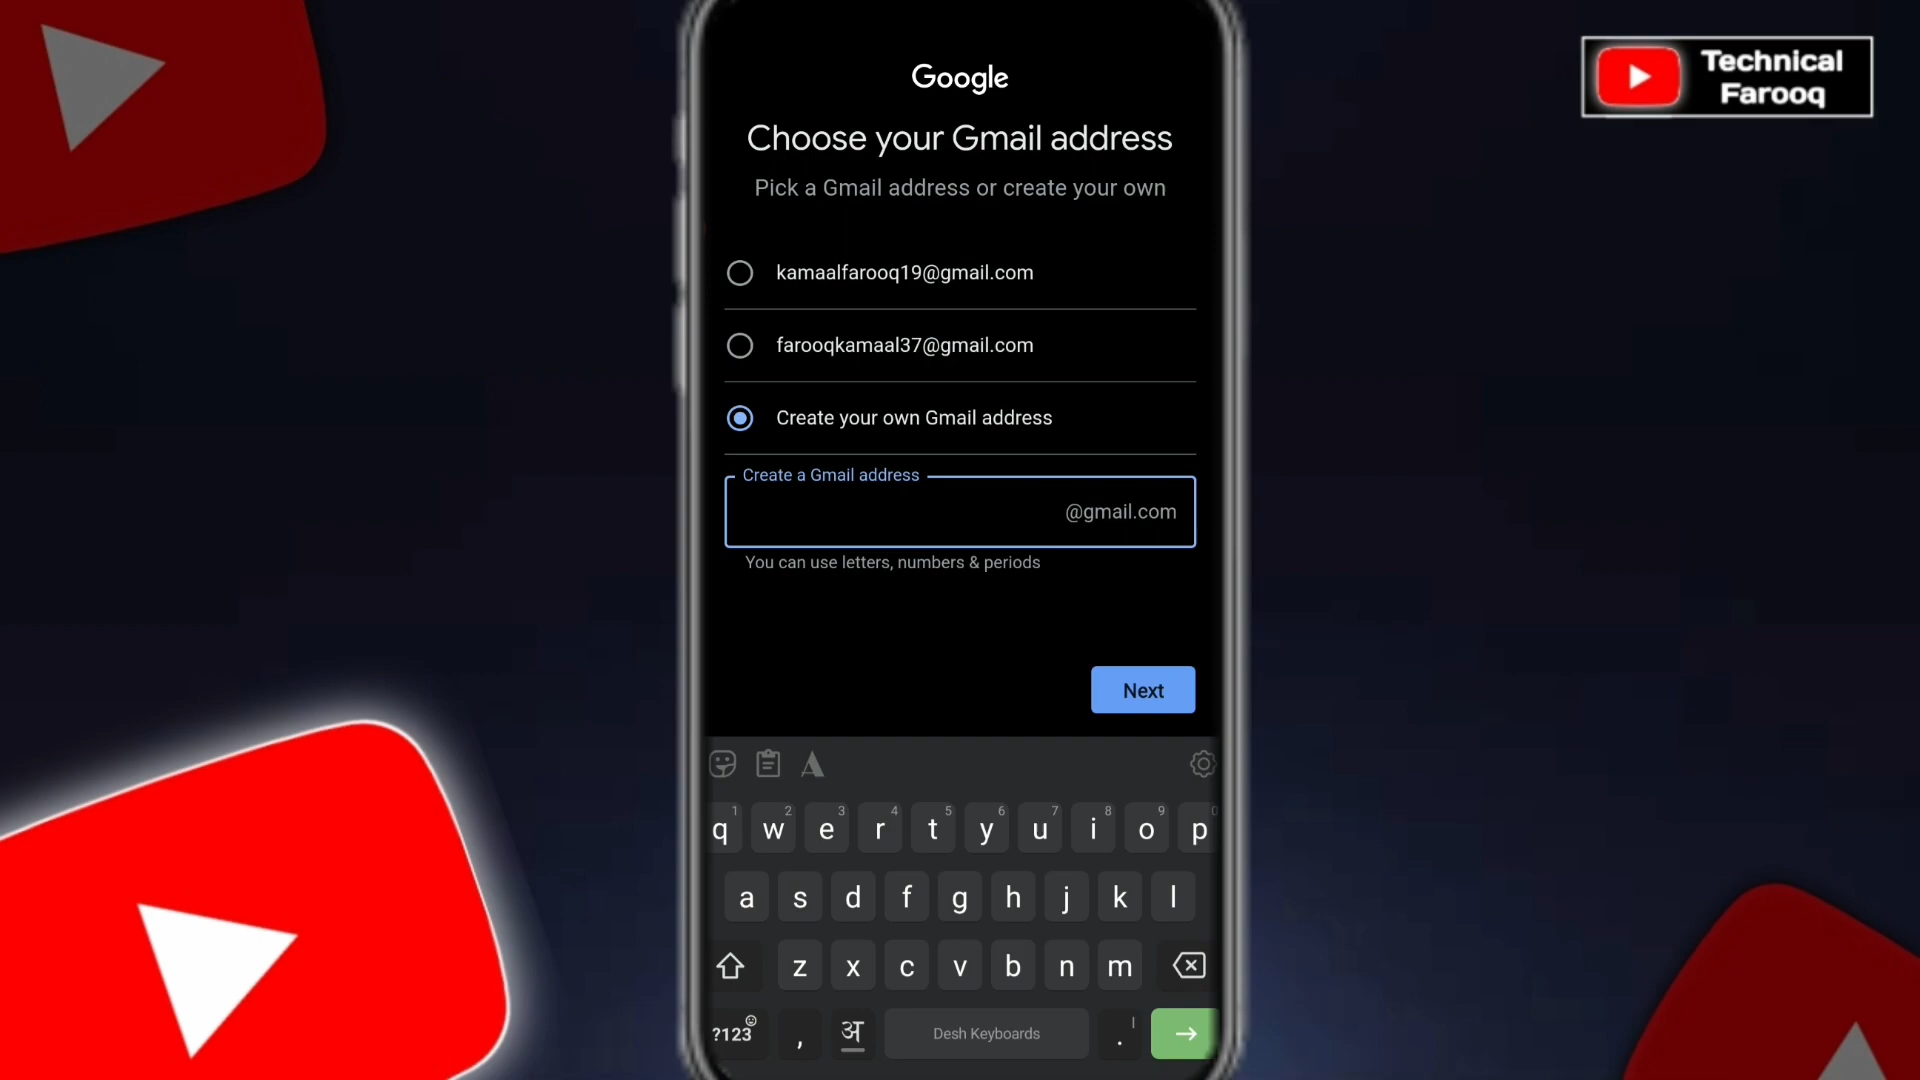 Technical
Farooq
Google
Choose your Gmail address
Pick a Gmail address or create your own
kamaalfarooq19@gmail.com
farooqkamaal37@gmail.com
Create your own Gmail address
Create a Gmail address
@gmail.com
You can use letters, numbers & periods
Next
A
1 2 3 4 5 6 7 8 9 0
q w e r t y u i o p
a s d f g h j k l
z x c v b n m
?123 , अ Desh Keyboards .